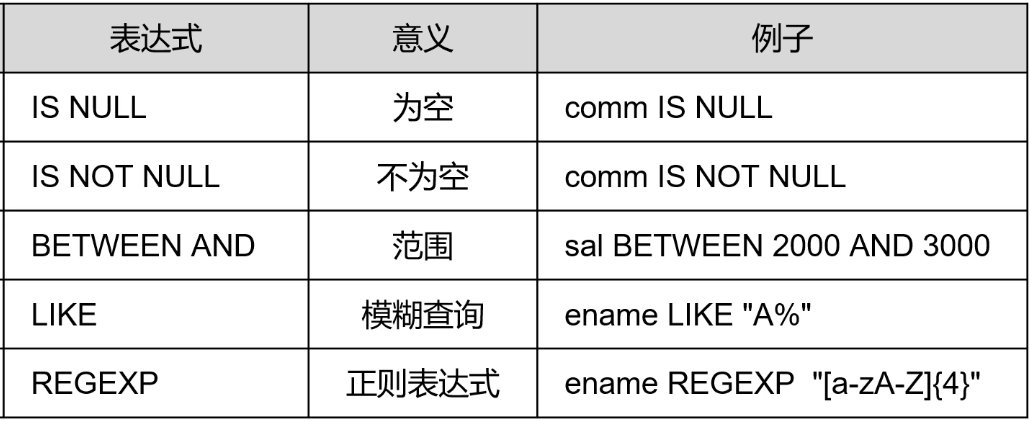 表达式 意义 例子
IS NULL 为空 comm IS NULL
IS NOT NULL 不为空 comm IS NOT NULL
BETWEEN AND 范围 sal BETWEEN 2000 AND 3000
LIKE 模糊查询 ename LIKE "A%"
REGEXP 正则表达式 ename REGEXP "[a-zA-Z]{4}"